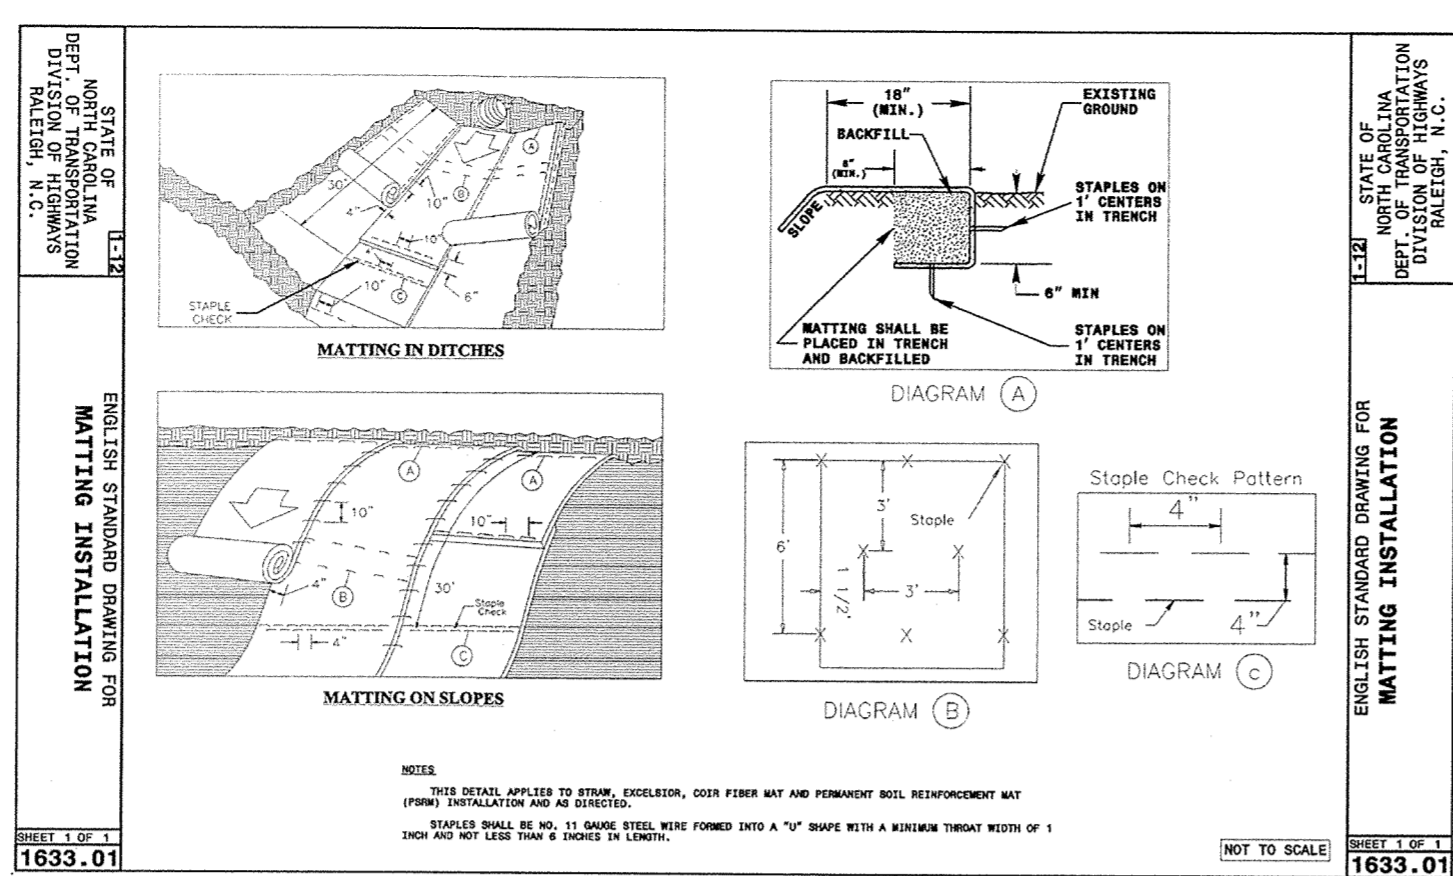 STATE OF
NORTH CAROLINA
DEPT. OF TRANSPORTATION
DIVISION OF HIGHWAYS
RALEIGH, N.C.
1-12
ENGLISH STANDARD DRAWING FOR
MATTING INSTALLATION
SHEET 1 OF 1
1633.01
30'
4"
10"
A
B
10"
C
6"
10"
STAPLE
CHECK
MATTING IN DITCHES
A
A
10"
10"
4"
B
30'
Staple
Check
4"
C
MATTING ON SLOPES
18"
(MIN.)
EXISTING
GROUND
BACKFILL
6"
(MIN.)
STAPLES ON
1' CENTERS
IN TRENCH
SLOPE
6" MIN
MATTING SHALL BE
PLACED IN TRENCH
AND BACKFILLED
STAPLES ON
1' CENTERS
IN TRENCH
DIAGRAM A
3'
Staple
6'
1 1/2'
3'
DIAGRAM B
Staple Check Pattern
4"
Staple
4"
DIAGRAM C
NOTES
THIS DETAIL APPLIES TO STRAW, EXCELSIOR, COIR FIBER MAT AND PERMANENT SOIL REINFORCEMENT MAT
(PSRM) INSTALLATION AND AS DIRECTED.
STAPLES SHALL BE NO. 11 GAUGE STEEL WIRE FORMED INTO A "U" SHAPE WITH A MINIMUM THROAT WIDTH OF 1
INCH AND NOT LESS THAN 6 INCHES IN LENGTH.
NOT TO SCALE
STATE OF
NORTH CAROLINA
DEPT. OF TRANSPORTATION
DIVISION OF HIGHWAYS
RALEIGH, N.C.
1-12
ENGLISH STANDARD DRAWING FOR
MATTING INSTALLATION
SHEET 1 OF 1
1633.01